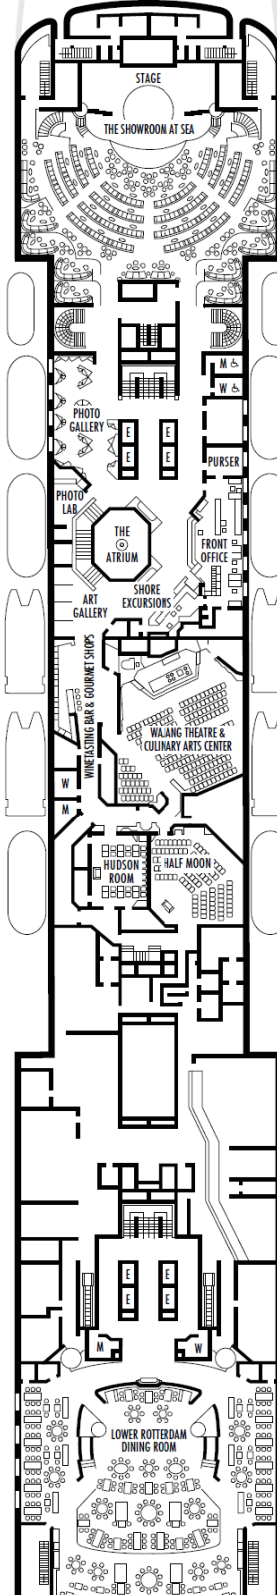 STAGE
THE SHOWROOM AT SEA
M
W
PHOTO
GALLERY
E
E
E
E
PURSER
PHOTO
LAB
THE
ATRIUM
FRONT
OFFICE
ART
GALLERY
SHORE
EXCURSIONS
WINETASTING BAR & GOURMET SHOPS
WAJANG THEATRE &
CULINARY ARTS CENTER
W
M
HUDSON
ROOM
HALF MOON
E
E
E
E
M
W
LOWER ROTTERDAM
DINING ROOM